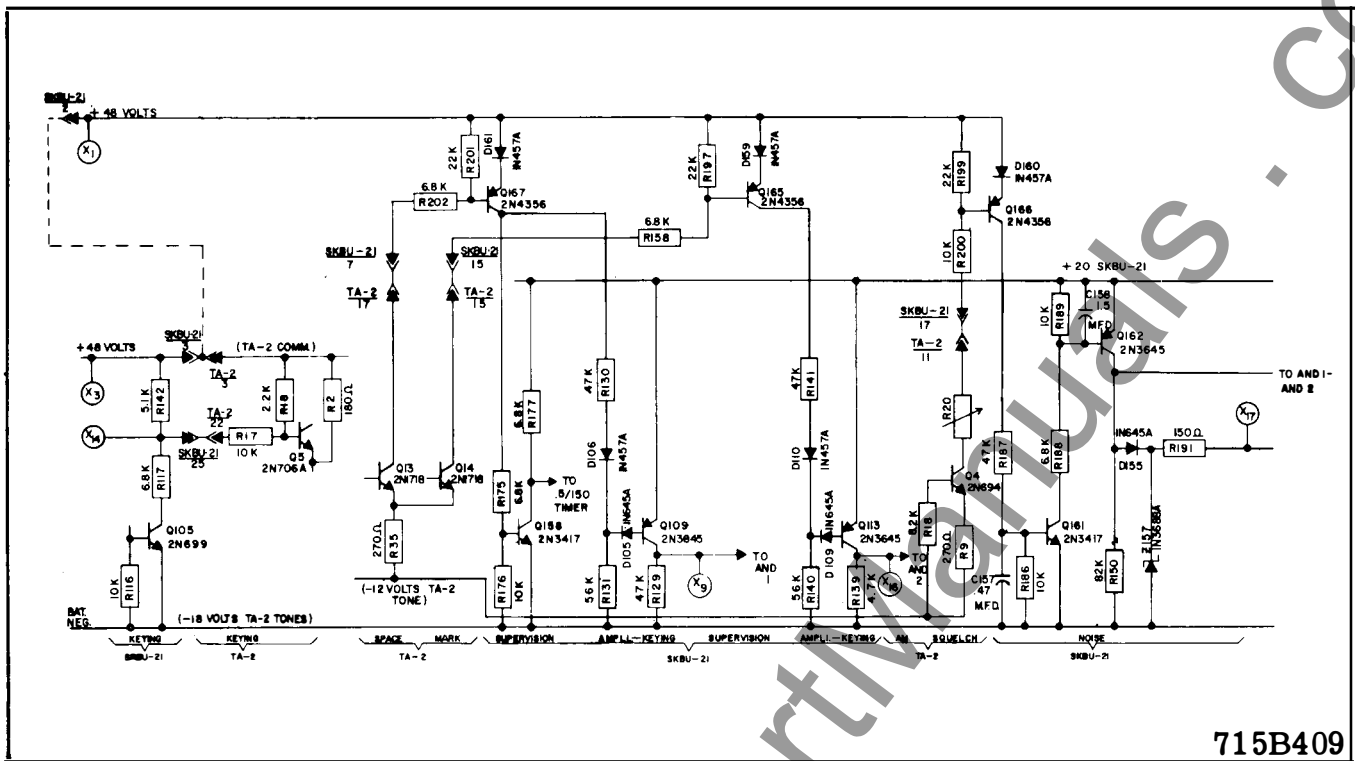 SKBU-21
2
+ 48 VOLTS
X1
22K
R201
D161
IN457A
6.8 K
R202
Q167
2N4356
22K
R197
D159
IN457A
Q165
2N4356
6.8K
R158
22K
R199
D160
IN457A
Q166
2N4356
10K
R200
SKBU-21
7
TA-2
17
SKBU-21
15
TA-2
15
SKBU-21
17
TA-2
11
+ 20 SKBU-21
10K
R189
C158
1.5
MFD
Q162
2N3645
TO AND 1-
AND 2
+48 VOLTS
X3
SKBU-21
3
(TA-2 COMM.)
TA-2
3
5.1K
R142
2.2K
R18
R2
180Ω
TA-2
22
X14
SKBU-21
25
R17
10K
Q5
2N706A
6.8K
R117
Q105
2N699
10K
R116
Q13
2N1718
Q14
2N1718
270Ω
R35
(-12 VOLTS TA-2
TONE)
6.8K
R177
R175
6.8K
TO
.5/150
TIMER
Q158
2N3417
R176
10K
47K
R130
D106
IN457A
D105
IN645A
Q109
2N3645
56K
R131
47K
R129
X9
TO
AND
1
47K
R141
D110
IN457A
D109
IN645A
Q113
2N3645
56K
R140
R139
4.7K
X16
TO
AND
2
R20
Q4
2N694
8.2K
R18
270Ω
R9
47K
R187
6.8K
R188
Q161
2N3417
C157
.47
MFD.
R186
10K
82K
R150
IN645A
D155
150Ω
R191
X17
Z157
IN3688A
BAT.
NEG.
(-18 VOLTS TA-2 TONES)
KEYING
SKBU-21
KEYING
TA-2
SPACE MARK
TA-2
SUPERVISION AMPLI.-KEYING SUPERVISION AMPLI.-KEYING
SKBU-21
AM SQUELCH
TA-2
NOISE
SKBU-21
715B409